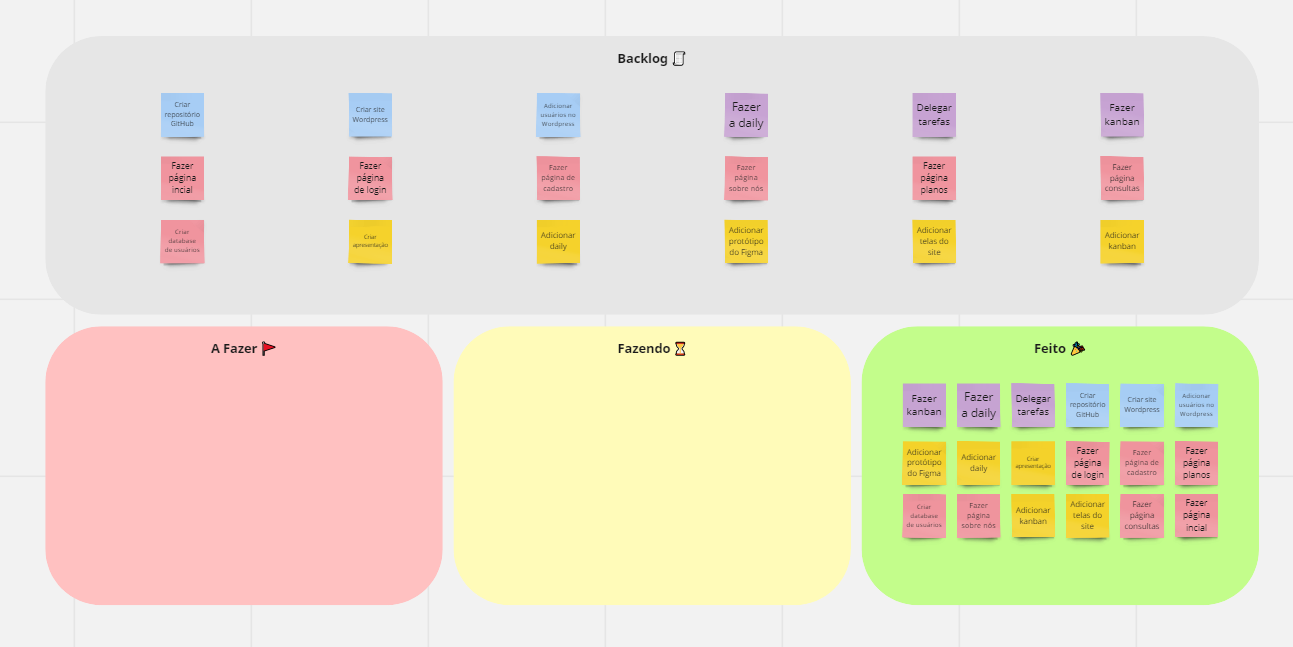 Backlog
Criar
repositório
GitHub
Criar site
Wordpress
Adicionar
usuários no
Wordpress
Fazer
a daily
Delegar
tarefas
Fazer
kanban
Fazer
página
incial
Fazer
página
de login
Fazer
página de
cadastro
Fazer
página
sobre nós
Fazer
página
planos
Fazer
página
consultas
Criar
database
de usuários
Criar
apresentação
Adicionar
daily
Adicionar
protótipo
do Figma
Adicionar
telas do
site
Adicionar
kanban
A Fazer
Fazendo
Feito
Fazer
kanban
Fazer
a daily
Delegar
tarefas
Criar
repositório
GitHub
Criar site
Wordpress
Adicionar
usuários no
Wordpress
Adicionar
protótipo
do Figma
Adicionar
daily
Criar
apresentação
Fazer
página
de login
Fazer
página de
cadastro
Fazer
página
planos
Criar
database
de usuários
Fazer
página
sobre nós
Adicionar
kanban
Adicionar
telas do
site
Fazer
página
consultas
Fazer
página
incial